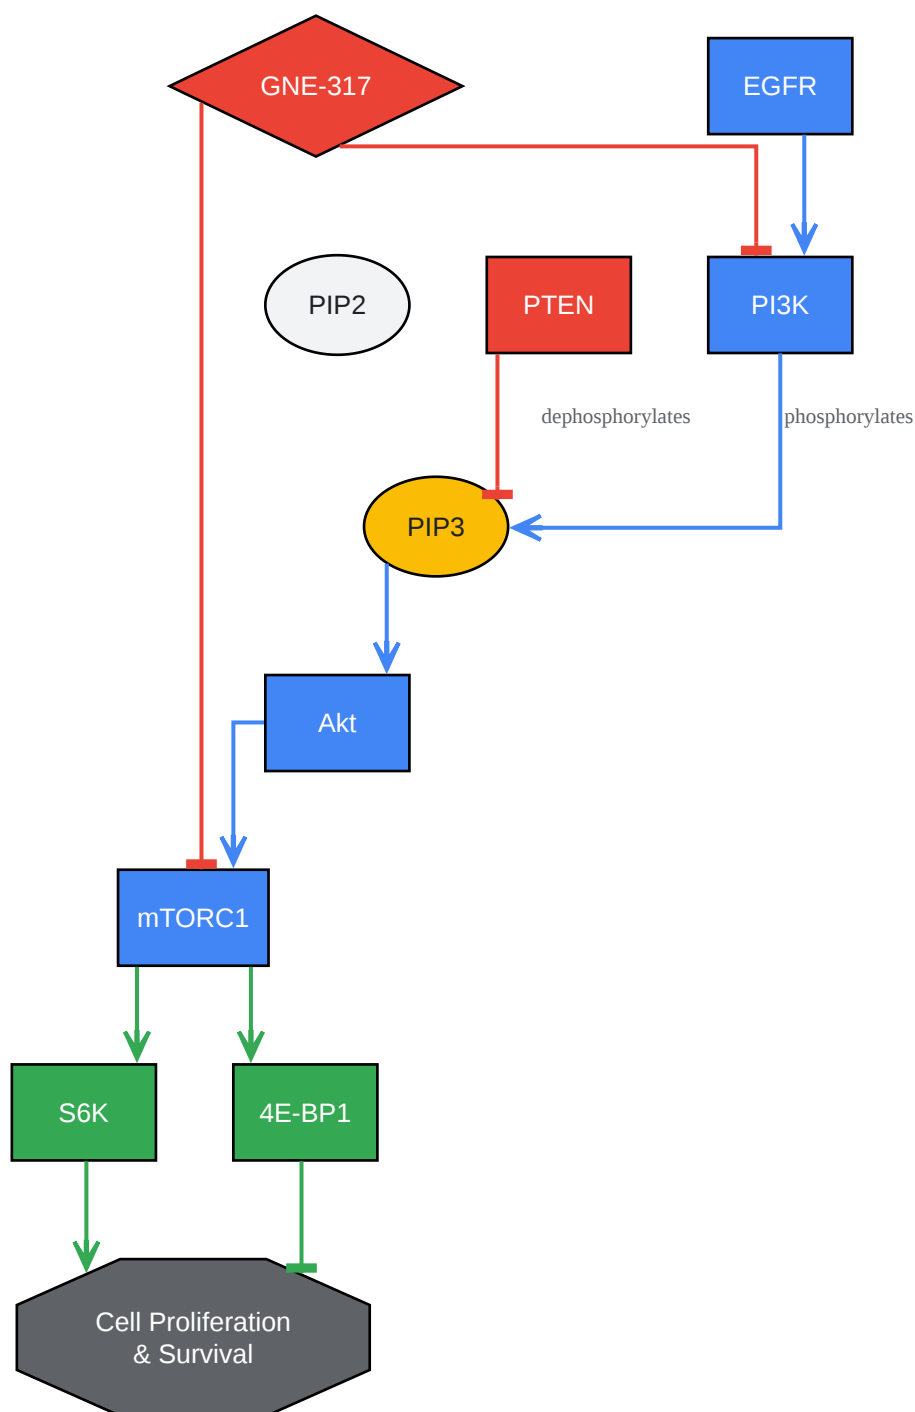 GNE-317
EGFR
PIP2
PTEN
PI3K
dephosphorylates
phosphorylates
PIP3
Akt
mTORC1
S6K
4E-BP1
Cell Proliferation
& Survival